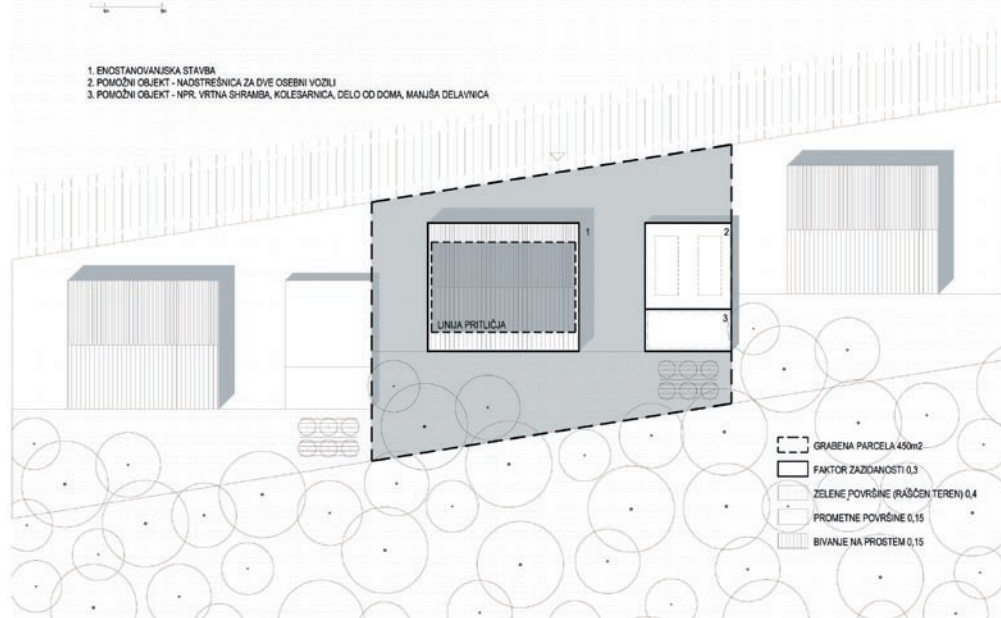 1. ENOSTANOVANJSKA STAVBA
2. POMOŽNI OBJEKT - NADSTREŠNICA ZA DVE OSEBNI VOZILI
3. POMOŽNI OBJEKT - NPR. VRTNA SHRAMBA, KOLESARNICA, DELO OD DOMA, MANJŠA DELAVNICA
1
2
3
LINIJA PRITLIČJA
GRABENA PARCELA 450m2
FAKTOR ZAZIDANOSTI 0,3
ZELENE POVRŠINE (RAŠČEN TEREN) 0,4
PROMETNE POVRŠINE 0,15
BIVANJE NA PROSTEM 0,15